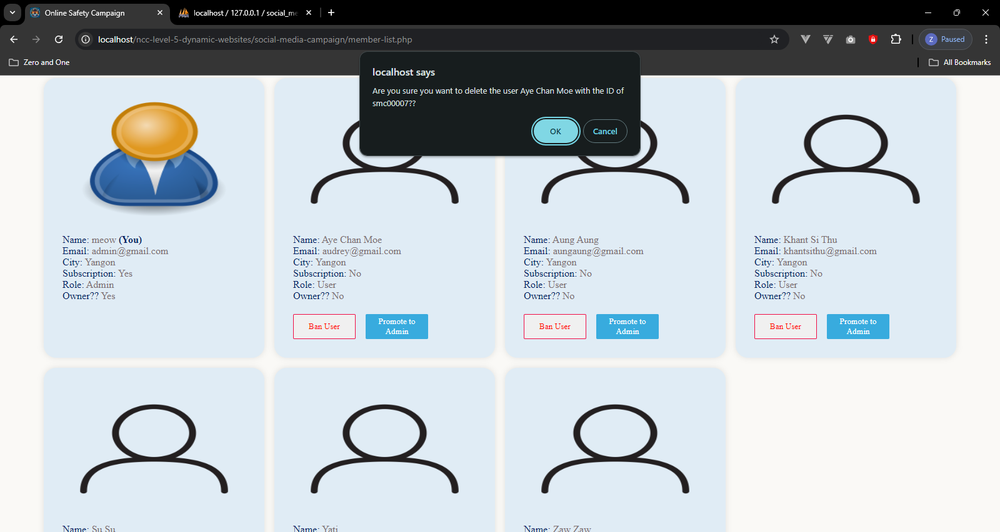 Online Safety Campaign
localhost / 127.0.0.1 / social_me
localhost/ncc-level-5-dynamic-websites/social-media-campaign/member-list.php
Z Paused
Zero and One
All Bookmarks
localhost says
Are you sure you want to delete the user Aye Chan Moe with the ID of
smc00007??
OK
Cancel
Name: meow (You)
Email: admin@gmail.com
City: Yangon
Subscription: Yes
Role: Admin
Owner?? Yes
Name: Aye Chan Moe
Email: audrey@gmail.com
City: Yangon
Subscription: No
Role: User
Owner?? No
Ban User
Promote to
Admin
Name: Aung Aung
Email: aungaung@gmail.com
City: Yangon
Subscription: No
Role: User
Owner?? No
Ban User
Promote to
Admin
Name: Khant Si Thu
Email: khantsithu@gmail.com
City: Yangon
Subscription: No
Role: User
Owner?? No
Ban User
Promote to
Admin
Name: Su Su
Name: Yati
Name: Zaw Zaw